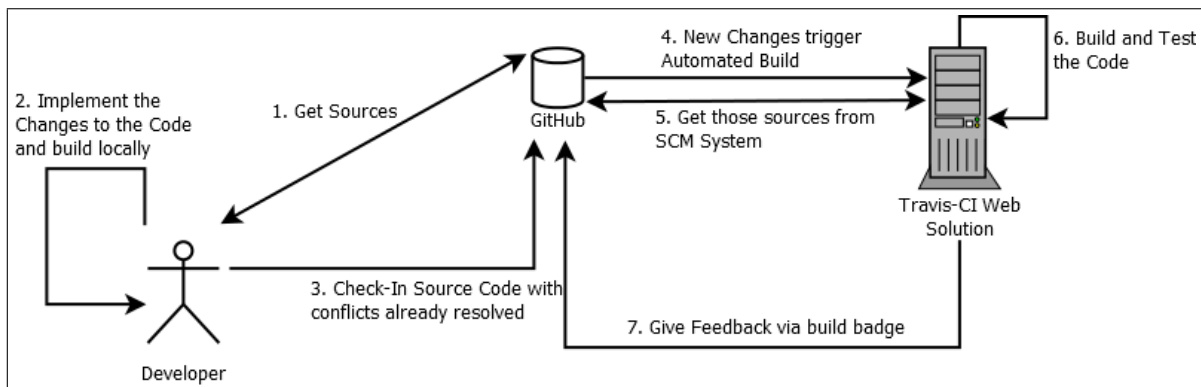 2. Implement the
Changes to the Code
and build locally
1. Get Sources
GitHub
4. New Changes trigger
Automated Build
5. Get those sources from
SCM System
6. Build and Test
the Code
Travis-CI Web
Solution
3. Check-In Source Code with
conflicts already resolved
7. Give Feedback via build badge
Developer